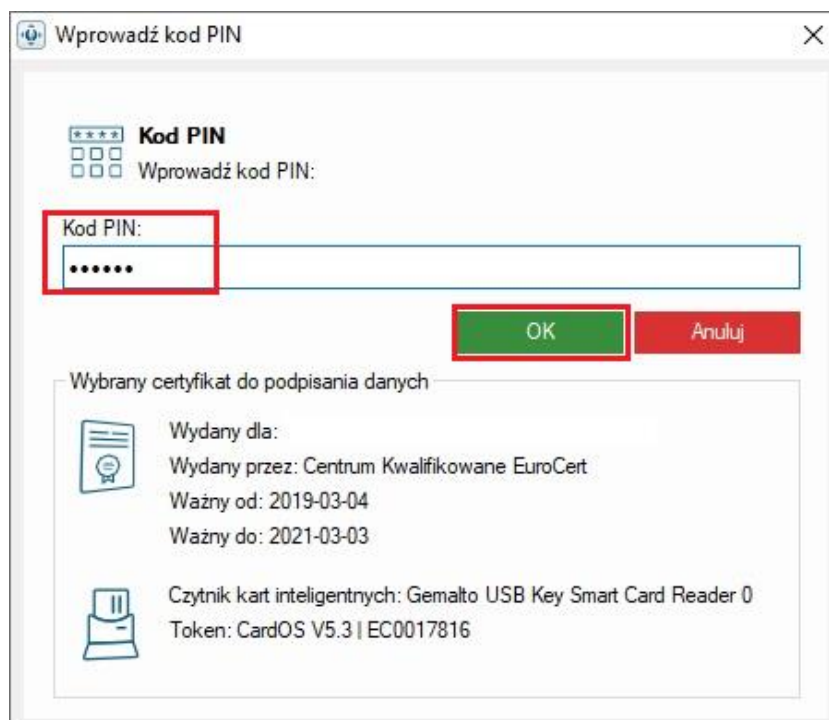 Wprowadź kod PIN
****
Kod PIN
Wprowadź kod PIN:
Kod PIN:
••••••
OK
Anuluj
Wybrany certyfikat do podpisania danych
Wydany dla:
Wydany przez: Centrum Kwalifikowane EuroCert
Ważny od: 2019-03-04
Ważny do: 2021-03-03
Czytnik kart inteligentnych: Gemalto USB Key Smart Card Reader 0
Token: CardOS V5.3 | EC0017816